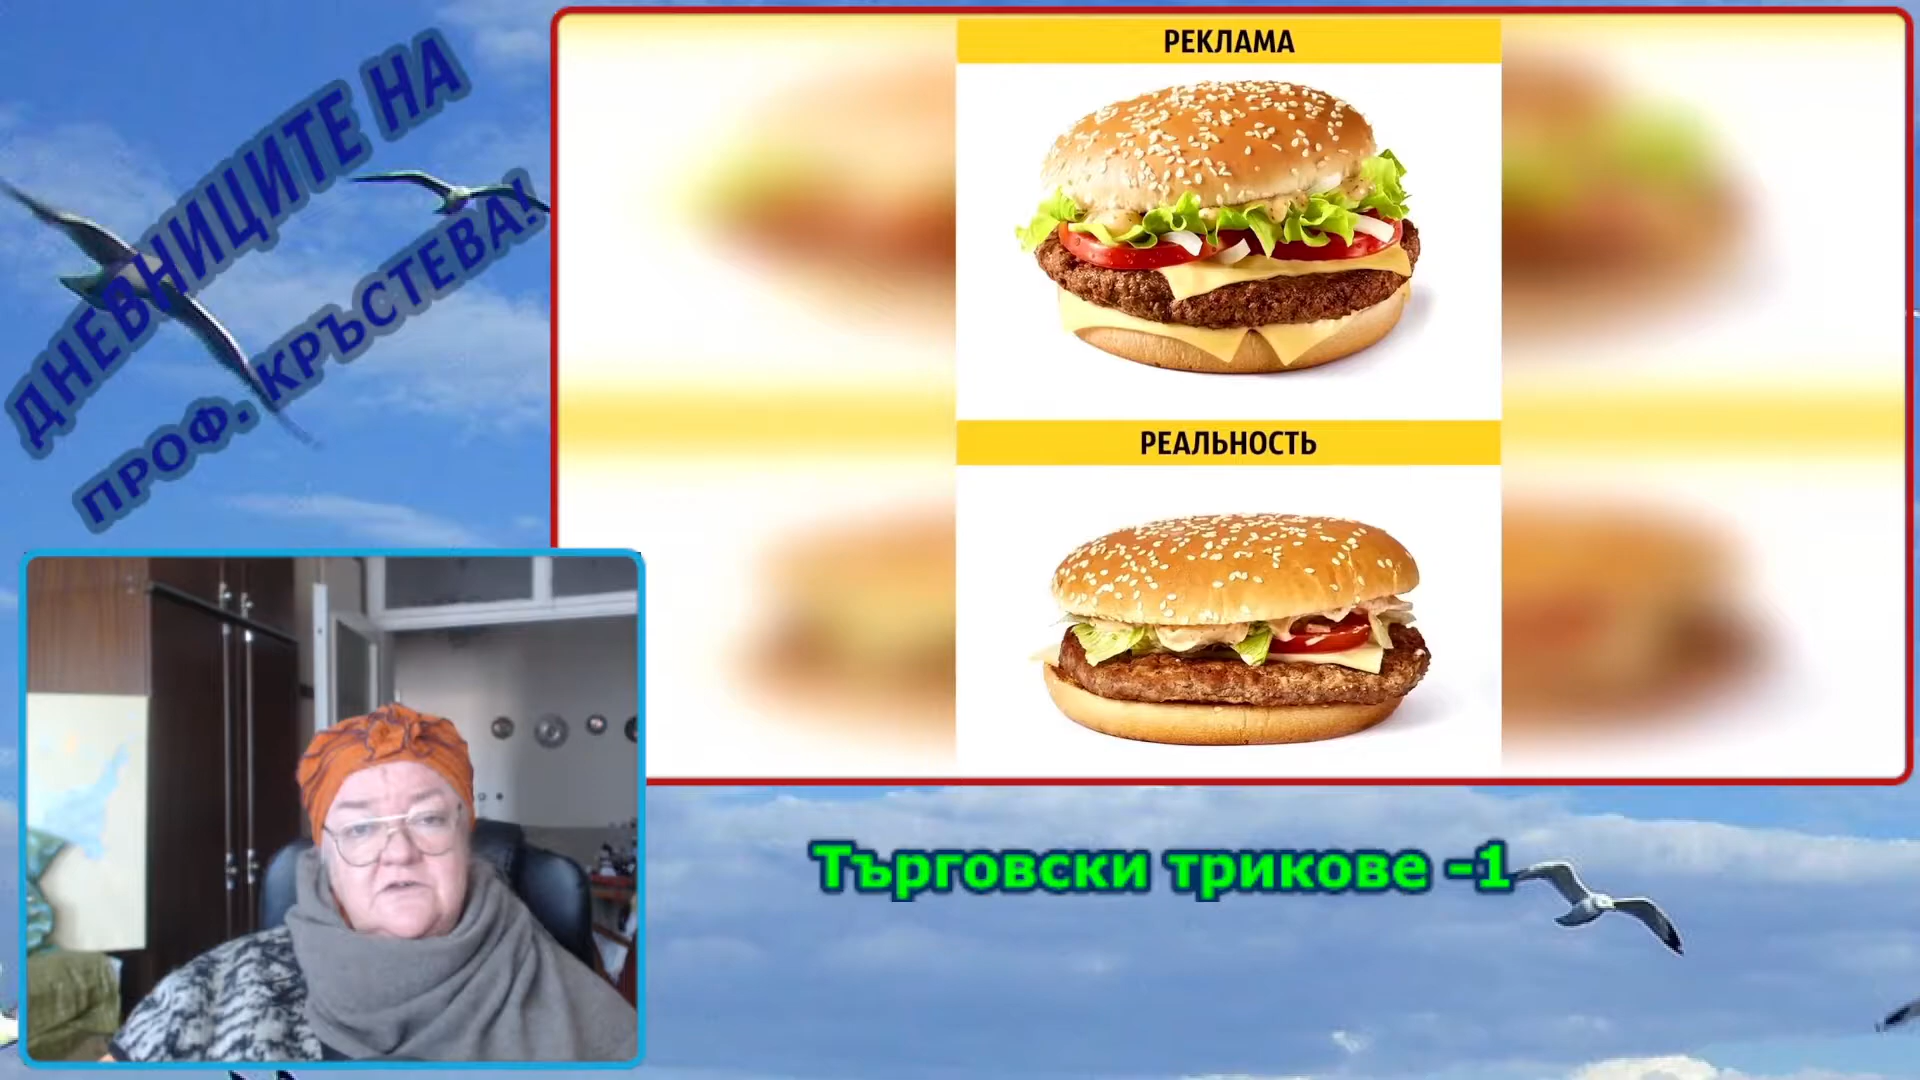 ДНЕВНИЦИТЕ НА
ПРОФ. КРЪСТЕВА!
РЕКЛАМА
РЕАЛЬНОСТЬ
Търговски трикове -1